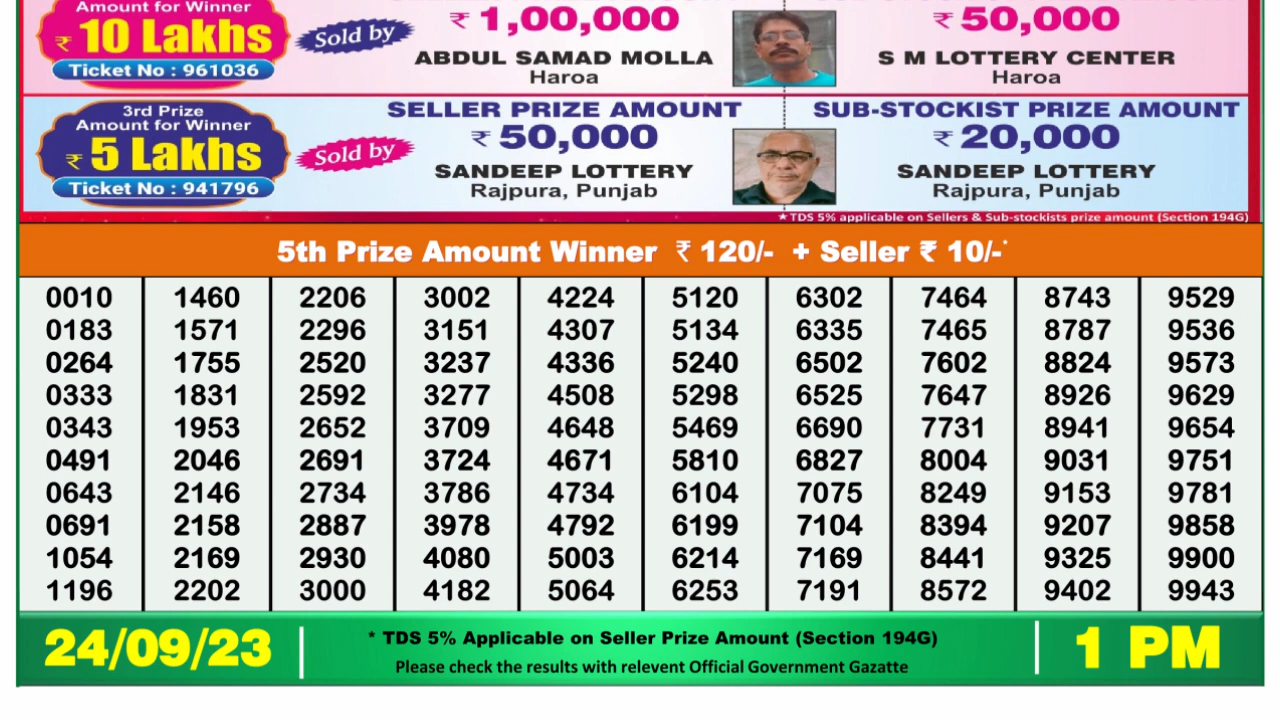 Amount for Winner
₹ 10 Lakhs
Ticket No : 961036
Sold by
₹ 1,00,000
ABDUL SAMAD MOLLA
Haroa
₹ 50,000
S M LOTTERY CENTER
Haroa
3rd Prize
Amount for Winner
₹ 5 Lakhs
Ticket No : 941796
Sold by
SELLER PRIZE AMOUNT
₹ 50,000
SANDEEP LOTTERY
Rajpura, Punjab
SUB-STOCKIST PRIZE AMOUNT
₹ 20,000
SANDEEP LOTTERY
Rajpura, Punjab
★TDS 5% applicable on Sellers & Sub-stockists prize amount (Section 194G)
5th Prize Amount Winner ₹ 120/- + Seller ₹ 10/-*
0010 1460 2206 3002 4224 5120 6302 7464 8743 9529
0183 1571 2296 3151 4307 5134 6335 7465 8787 9536
0264 1755 2520 3237 4336 5240 6502 7602 8824 9573
0333 1831 2592 3277 4508 5298 6525 7647 8926 9629
0343 1953 2652 3709 4648 5469 6690 7731 8941 9654
0491 2046 2691 3724 4671 5810 6827 8004 9031 9751
0643 2146 2734 3786 4734 6104 7075 8249 9153 9781
0691 2158 2887 3978 4792 6199 7104 8394 9207 9858
1054 2169 2930 4080 5003 6214 7169 8441 9325 9900
1196 2202 3000 4182 5064 6253 7191 8572 9402 9943
24/09/23
* TDS 5% Applicable on Seller Prize Amount (Section 194G)
Please check the results with relevent Official Government Gazatte
1 PM